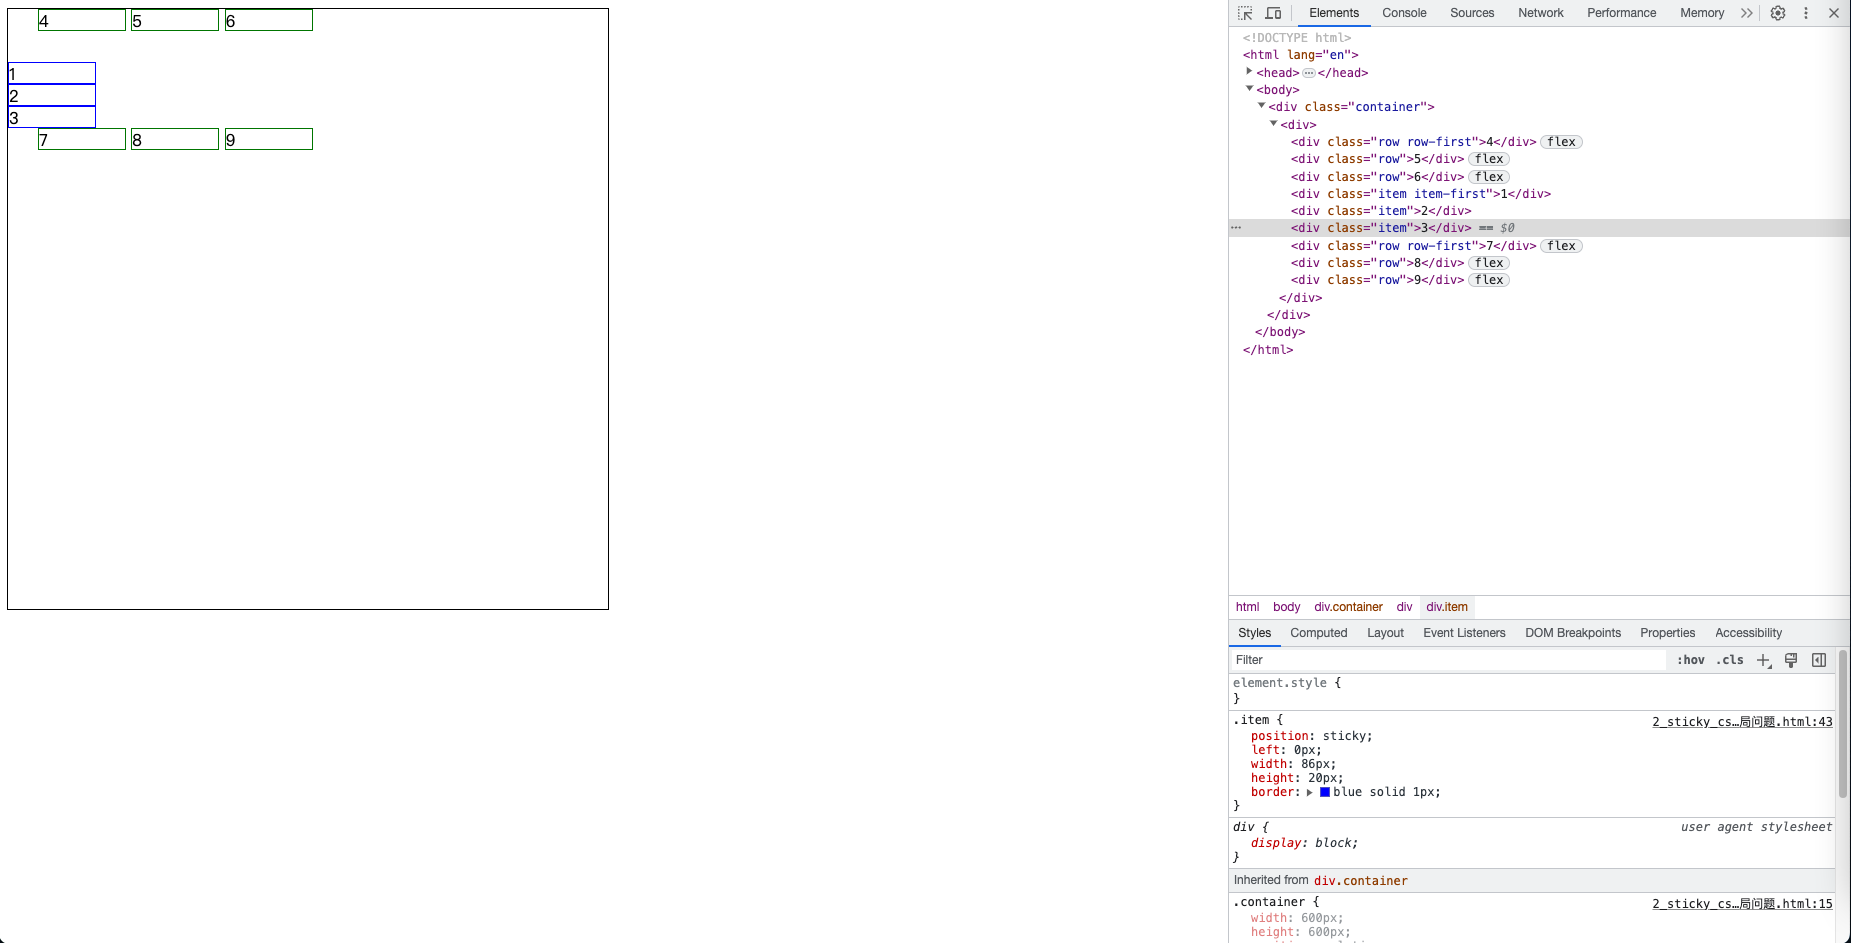 4 5 6
1
2
3
7 8 9
Elements Console Sources Network Performance Memory
<!DOCTYPE html>
<html lang="en">
<head>…</head>
<body>
<div class="container">
<div>
<div class="row row-first">4</div> flex
<div class="row">5</div> flex
<div class="row">6</div> flex
<div class="item item-first">1</div>
<div class="item">2</div>
… <div class="item">3</div> == $0
<div class="row row-first">7</div> flex
<div class="row">8</div> flex
<div class="row">9</div> flex
</div>
</div>
</body>
</html>
html body div.container div div.item
Styles Computed Layout Event Listeners DOM Breakpoints Properties Accessibility
Filter :hov .cls
element.style {
}
.item { 2_sticky_cs…局问题.html:43
position: sticky;
left: 0px;
width: 86px;
height: 20px;
border: blue solid 1px;
}
div { user agent stylesheet
display: block;
}
Inherited from div.container
.container { 2_sticky_cs…局问题.html:15
width: 600px;
height: 600px;